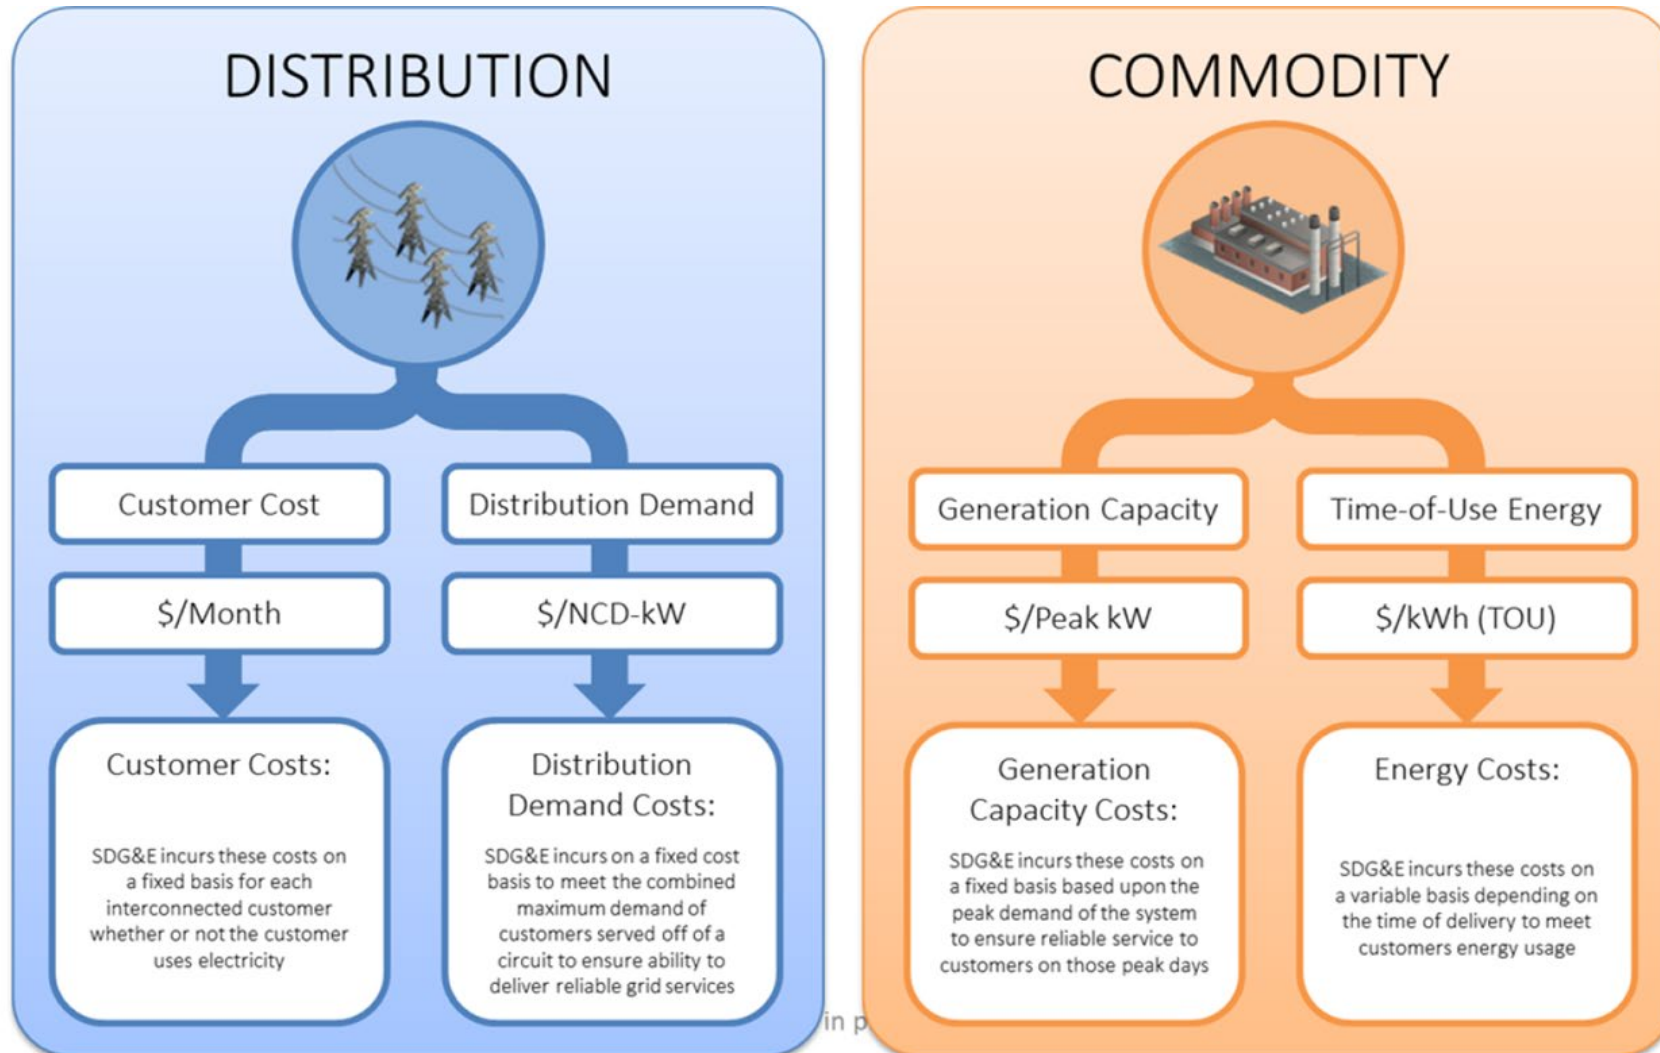 DISTRIBUTION
Customer Cost
$/Month
Customer Costs:
SDG&E incurs these costs on
a fixed basis for each
interconnected customer
whether or not the customer
uses electricity
Distribution Demand
$/NCD-kW
Distribution
Demand Costs:
SDG&E incurs on a fixed cost
basis to meet the combined
maximum demand of
customers served off of a
circuit to ensure ability to
deliver reliable grid services
COMMODITY
Generation Capacity
$/Peak kW
Generation
Capacity Costs:
SDG&E incurs these costs on
a fixed basis based upon the
peak demand of the system
to ensure reliable service to
customers on those peak days
Time-of-Use Energy
$/kWh (TOU)
Energy Costs:
SDG&E incurs these costs on
a variable basis depending on
the time of delivery to meet
customers energy usage
in p